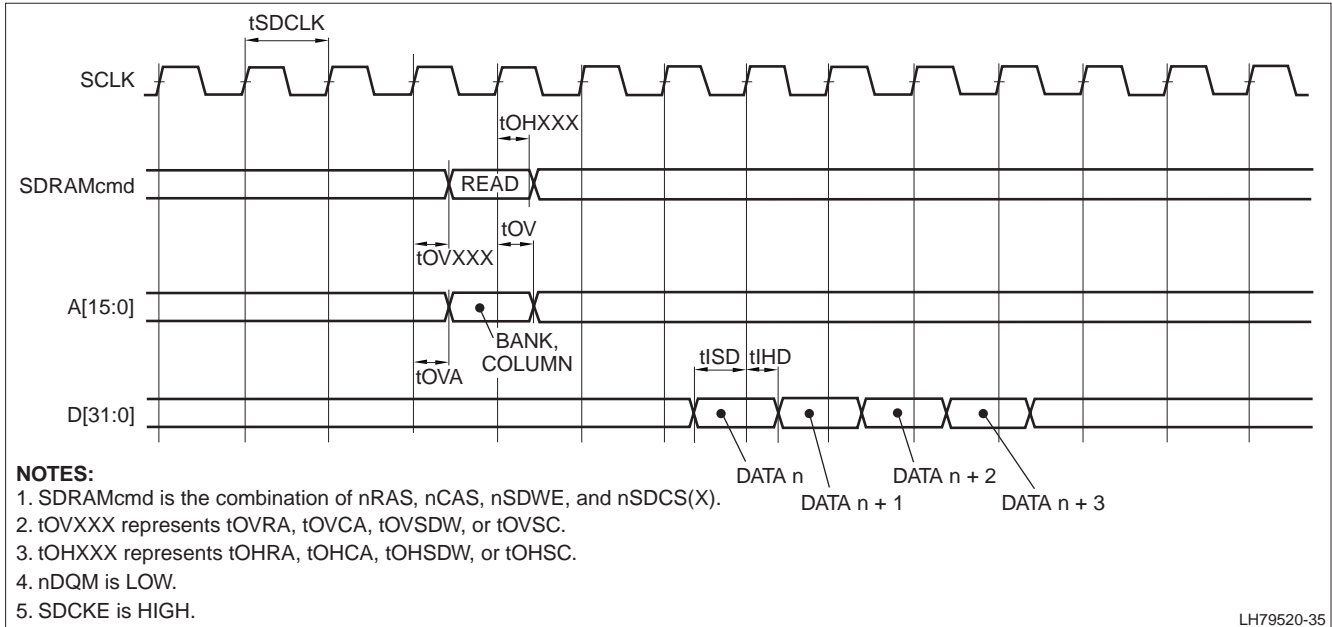 tSDCLK
SCLK
tOHXXX
SDRAMcmd
READ
tOVXXX
tOV
A[15:0]
BANK,
COLUMN
tOVA
tISD
tIHD
D[31:0]
DATA n
DATA n + 1
DATA n + 2
DATA n + 3
NOTES:
1. SDRAMcmd is the combination of nRAS, nCAS, nSDWE, and nSDCS(X).
2. tOVXXX represents tOVRA, tOVCA, tOVSDW, or tOVSC.
3. tOHXXX represents tOHRA, tOHCA, tOHSDW, or tOHSC.
4. nDQM is LOW.
5. SDCKE is HIGH.
LH79520-35